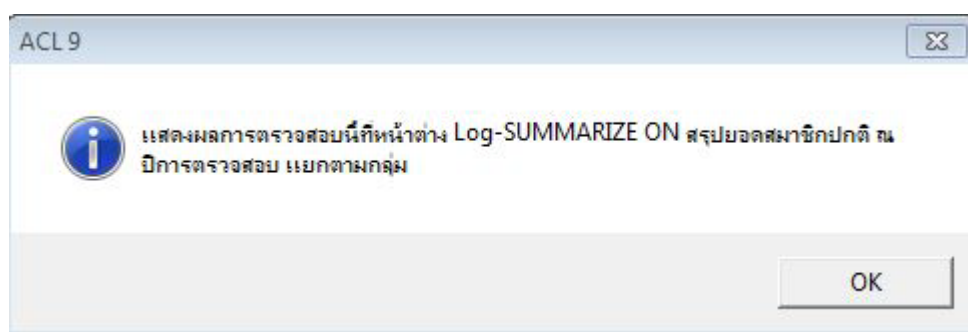 ACL 9
แสดงผลการตรวจสอบนี้ที่หน้าต่าง Log-SUMMARIZE ON สรุปยอดสมาชิกปกติ ณ
ปีการตรวจสอบ แยกตามกลุ่ม
OK